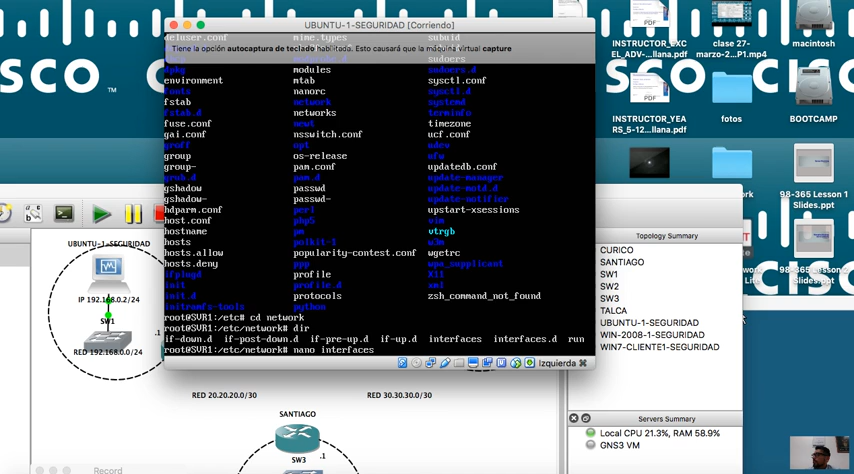 UBUNTU-1-SEGURIDAD [Corriendo]
deluser.conf mime.types subuid
Tiene la opción autocaptura de teclado habilitada. Esto causará que la máquina virtual capture
dpkg modules sudoers.d
environment mtab sysctl.conf
fonts nanorc sysctl.d
fstab network systemd
fstab.d networks terminfo
fuse.conf newt timezone
gai.conf nsswitch.conf ucf.conf
groff opt udev
group os-release ufw
group- pam.conf updatedb.conf
grub.d pam.d update-manager
gshadow passwd update-motd.d
gshadow- passwd- update-notifier
hdparm.conf perl upstart-xsessions
host.conf php5 vim
hostname pm vtrgb
hosts polkit-1 w3m
hosts.allow popularity-contest.conf wgetrc
hosts.deny ppp wpa_supplicant
ifplugd profile X11
init profile.d xml
init.d protocols zsh_command_not_found
initramfs-tools python
root@SVR1:/etc# cd network
root@SVR1:/etc/network# dir
if-down.d if-post-down.d if-pre-up.d if-up.d interfaces interfaces.d run
root@SVR1:/etc/network# nano interfaces
Izquierda ⌘
CISCO ™
INSTRUCTOR_EXC
EL_ADV-...llana.pdf
clase 27-
marzo-2...P1.mp4
macintosh
PDF
INSTRUCTOR_YEA
RS_5-12...llana.pdf
fotos
BOOTCAMP
98-365 Lesson 1
Slides.ppt
UBUNTU-1-SEGURIDAD
IP 192.168.0.2/24
SW1
.1
RED 192.168.0.0/24
RED 20.20.20.0/30
RED 30.30.30.0/30
SANTIAGO
SW3
.1
Record
Topology Summary
CURICO
SANTIAGO
SW1
SW2
SW3
TALCA
UBUNTU-1-SEGURIDAD
WIN-2008-1-SEGURIDAD
WIN7-CLIENTE1-SEGURIDAD
Servers Summary
Local CPU 21.3%, RAM 58.9%
GNS3 VM